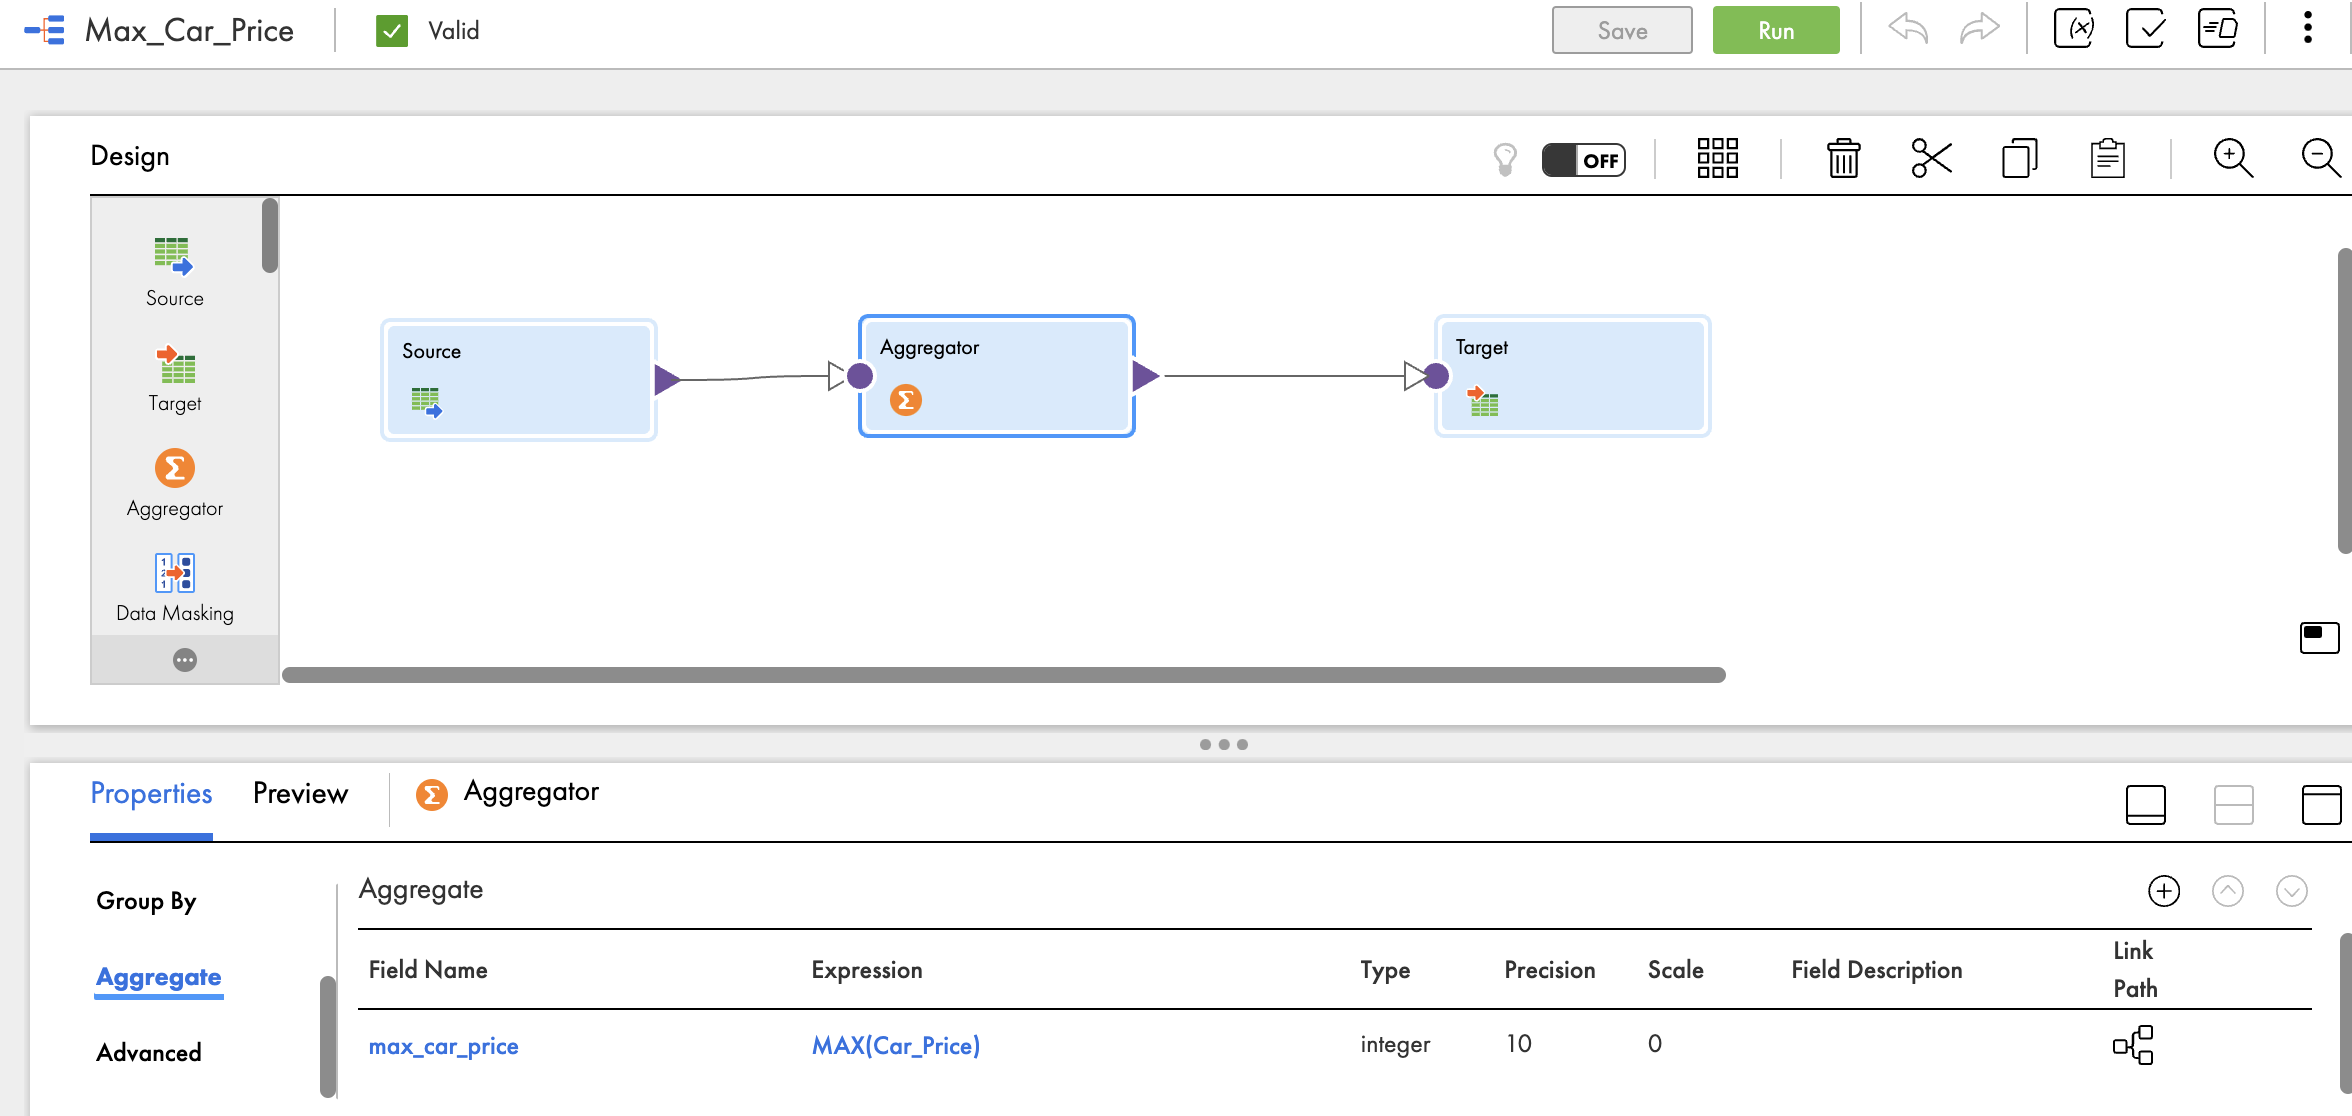 Max_Car_Price Valid Save Run
Design OFF
Source
Target
Aggregator
Data Masking
Source Aggregator Target
Properties Preview Aggregator
Group By
Aggregate
Advanced
Aggregate
Field Name Expression Type Precision Scale Field Description Link Path
max_car_price MAX(Car_Price) integer 10 0